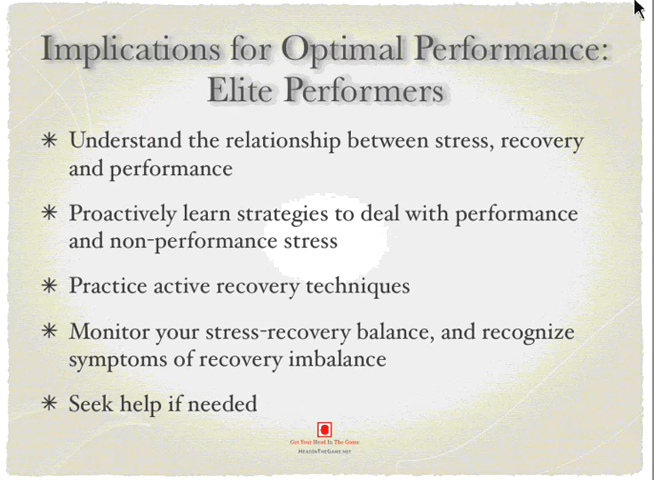 Implications for Optimal Performance:
Elite Performers
✳ Understand the relationship between stress, recovery
and performance
✳ Proactively learn strategies to deal with performance
and non-performance stress
✳ Practice active recovery techniques
✳ Monitor your stress-recovery balance, and recognize
symptoms of recovery imbalance
✳ Seek help if needed
Get Your Head In The Game
HeadInTheGame.net